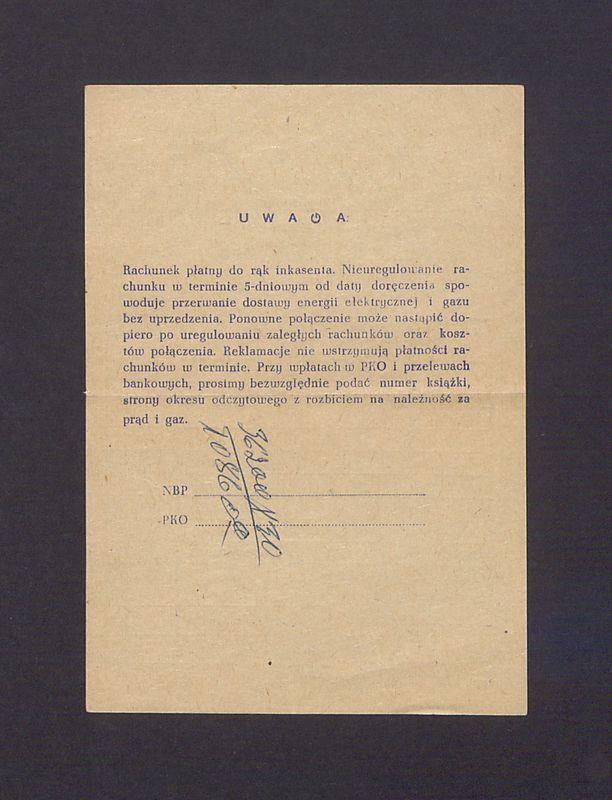 U W A G A
Rachunek płatny do rąk inkasenta. Nieuregulowanie ra-
chunku w terminie 5-dniowym od daty doręczenia spo-
woduje przerwanie dostawy energii elektrycznej i gazu
bez uprzedzenia. Ponowne połączenie może nastąpić do-
piero po uregulowaniu zaległych rachunków oraz kosz-
tów połączenia. Reklamacje nie wstrzymują płatności ra-
chunków w terminie. Przy wpłatach w PKO i przelewach
bankowych, prosimy bezwzględnie podać numer książki,
strony okresu odczytowego z rozbiciem na należność za
prąd i gaz.
NBP
PKO